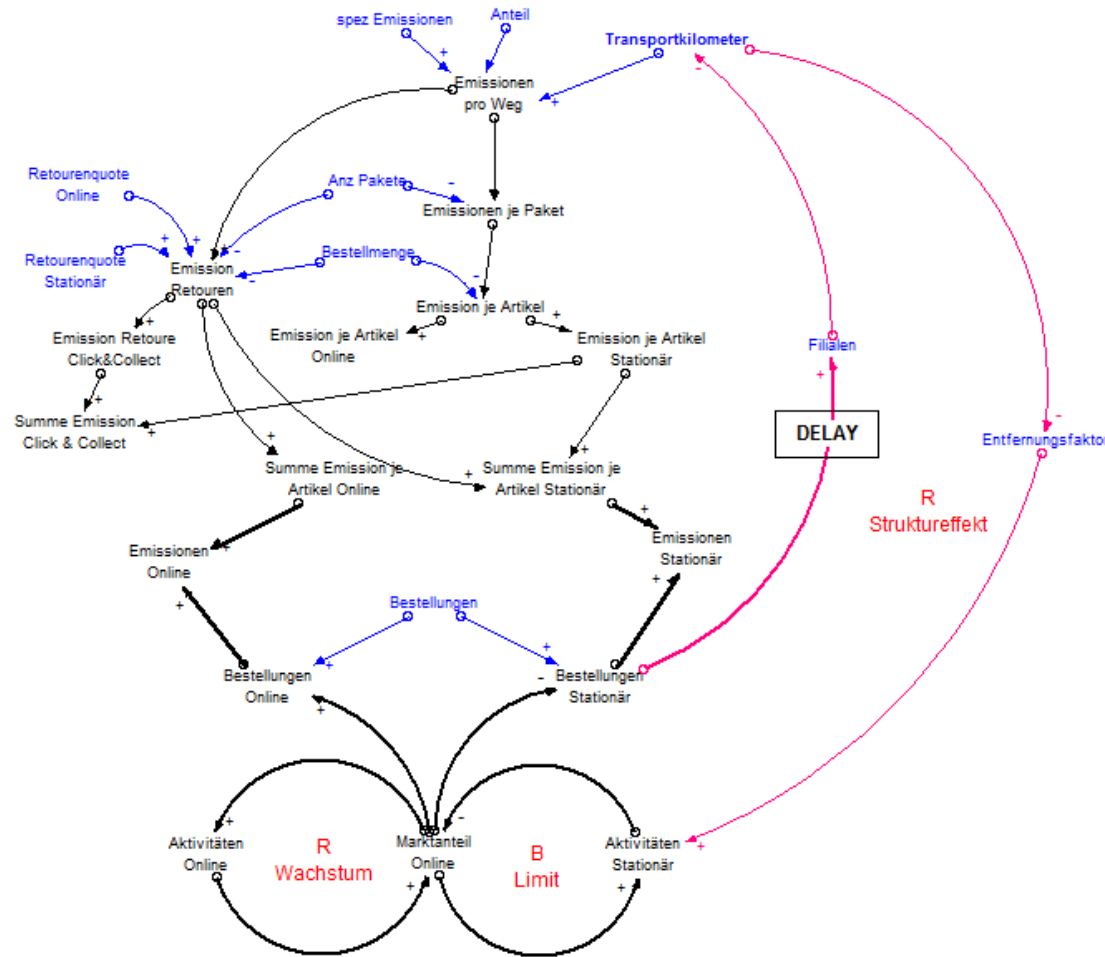 spez Emissionen
Anteil
Transportkilometer
+
-
Emissionen
pro Weg
+
Retourenquote
Online
Anz Pakete
-
Emissionen je Paket
Retourenquote
Stationär
+
+
+
-
Emission
Retouren
-
Bestellmenge
-
Emission je Artikel
+
+
+
Emission Retoure
Click&Collect
Emission je Artikel
Online
Emission je Artikel
Stationär
Filialen
+
+
Summe Emission
Click & Collect
+
DELAY
-
Entfernungsfaktor
+
+
+
Summe Emission je
Artikel Online
Summe Emission je
Artikel Stationär
R
Struktureffekt
+
Emissionen
Online
+
Emissionen
Stationär
+
+
Bestellungen
+
+
-
Bestellungen
Online
Bestellungen
Stationär
+
+
-
Aktivitäten
Online
R
Wachstum
Marktanteil
Online
B
Limit
Aktivitäten
Stationär
+
+
+